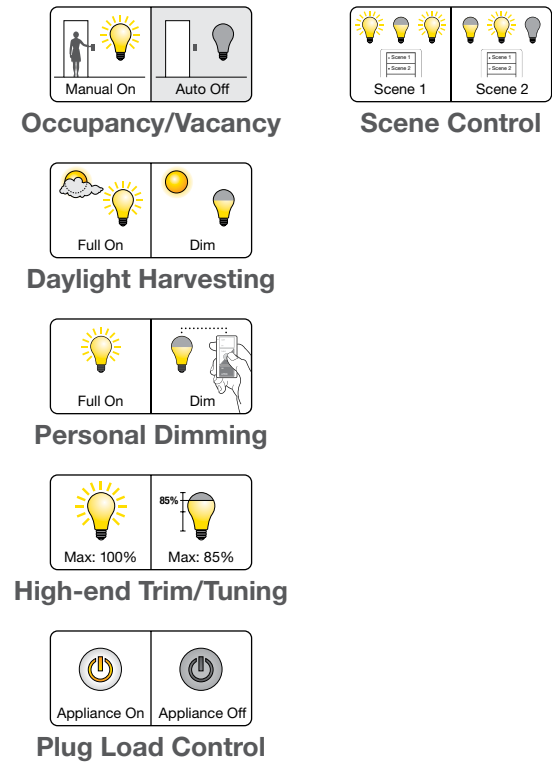 Manual On Auto Off
Occupancy/Vacancy
• Scene 1 • Scene 1
• Scene 2 • Scene 2
Scene 1 Scene 2
Scene Control
Full On Dim
Daylight Harvesting
Full On Dim
Personal Dimming
85%
Max: 100% Max: 85%
High-end Trim/Tuning
Appliance On Appliance Off
Plug Load Control